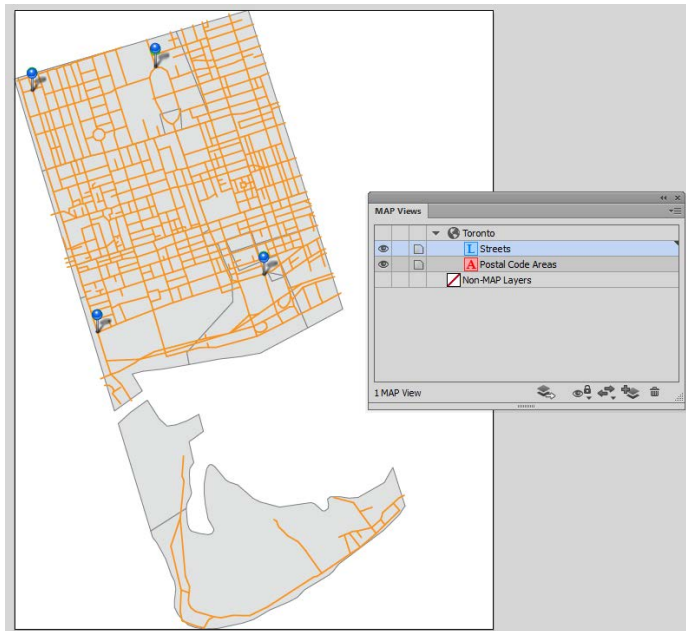 MAP Views
Toronto
L Streets
A Postal Code Areas
Non-MAP Layers
1 MAP View